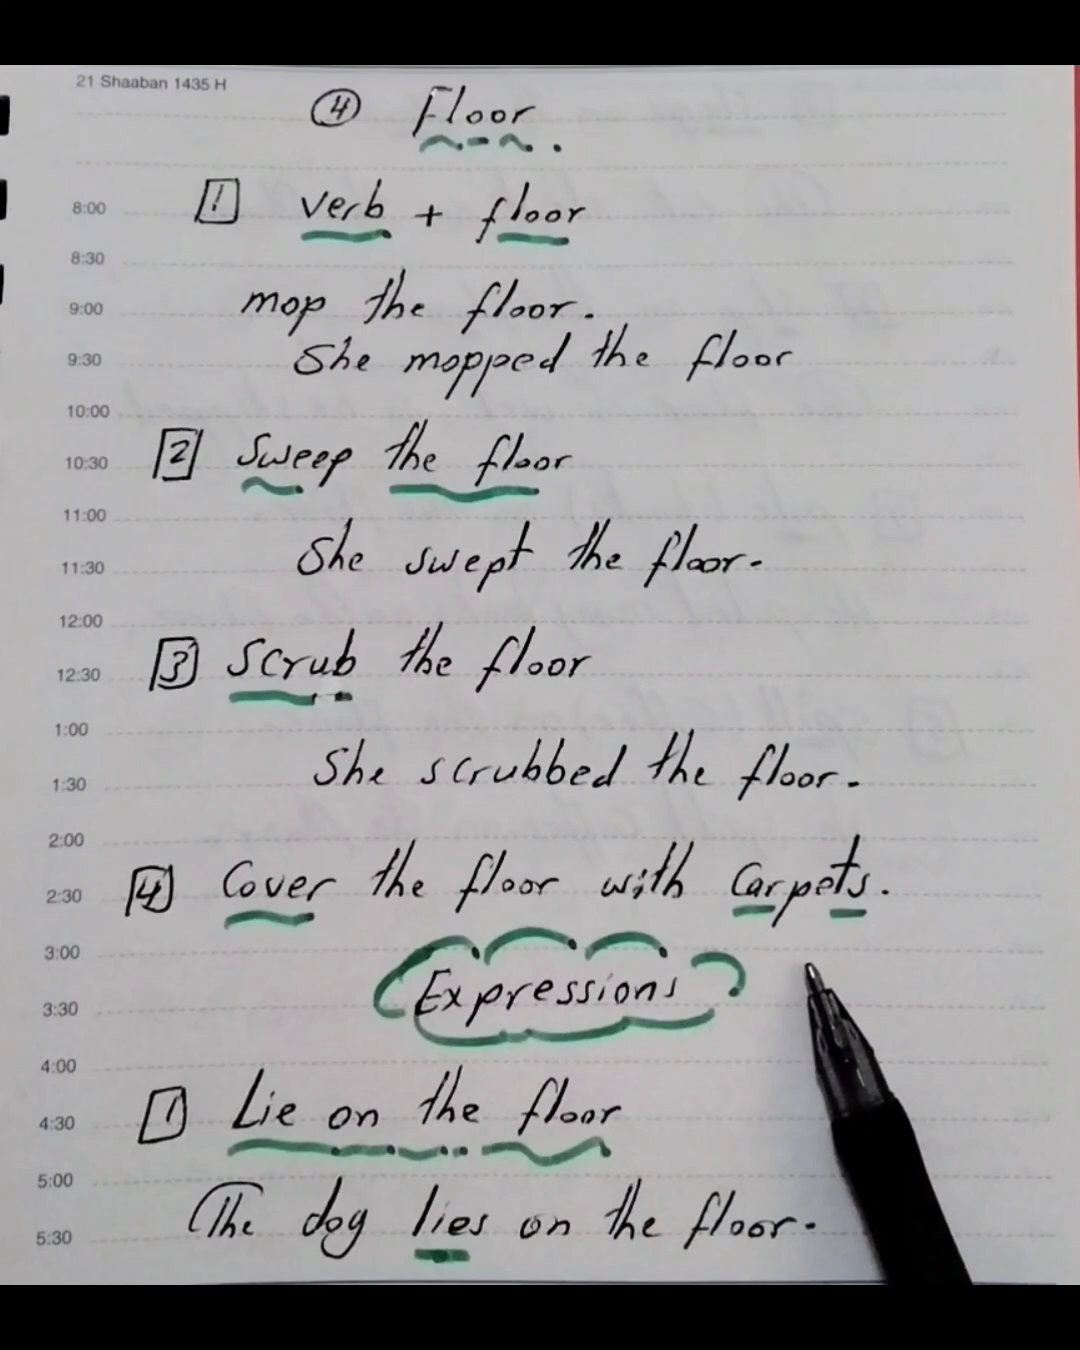 21 Shaaban 1435 H
4 Floor.
1 verb + floor
8:00
8:30
mop the floor.
9:00
She mopped the floor
9:30
10:00
2 Sweep the floor
10:30
11:00
She swept the floor.
11:30
12:00
3 Scrub the floor
12:30
1:00
She scrubbed the floor.
1:30
2:00
4 Cover the floor with Carpets.
2:30
3:00
Expressions
3:30
4:00
1 Lie on the floor
4:30
5:00
The dog lies on the floor.
5:30